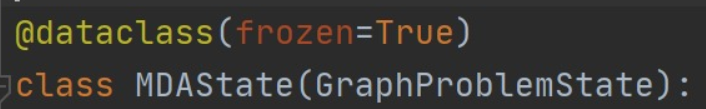 @dataclass(frozen=True)
class MDAState(GraphProblemState):